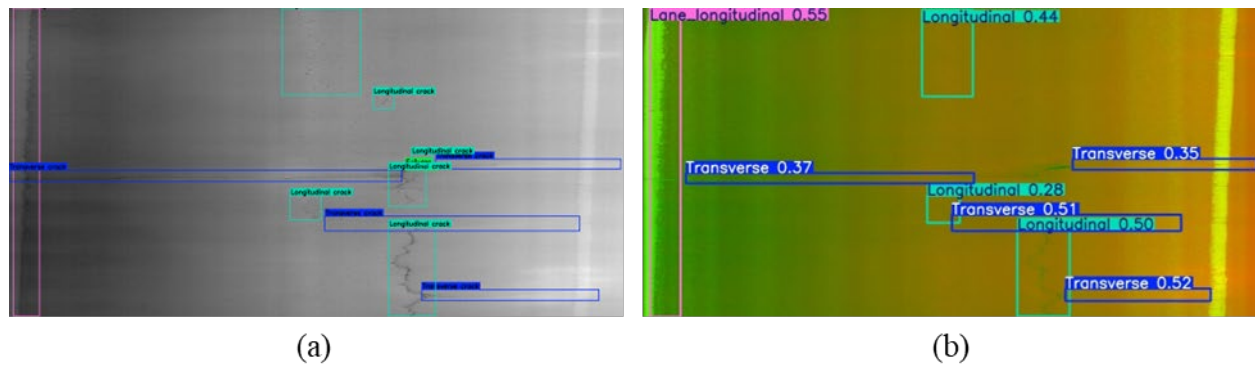 Longitudinal crack
Longitudinal crack
Transverse crack
Transverse crack
Longitudinal crack
Longitudinal crack
Transverse crack
Longitudinal crack
Transverse crack
(a)
Lane_longitudinal 0.55
Longitudinal 0.44
Transverse 0.35
Transverse 0.37
Longitudinal 0.28
Transverse 0.51
Longitudinal 0.50
Transverse 0.52
(b)